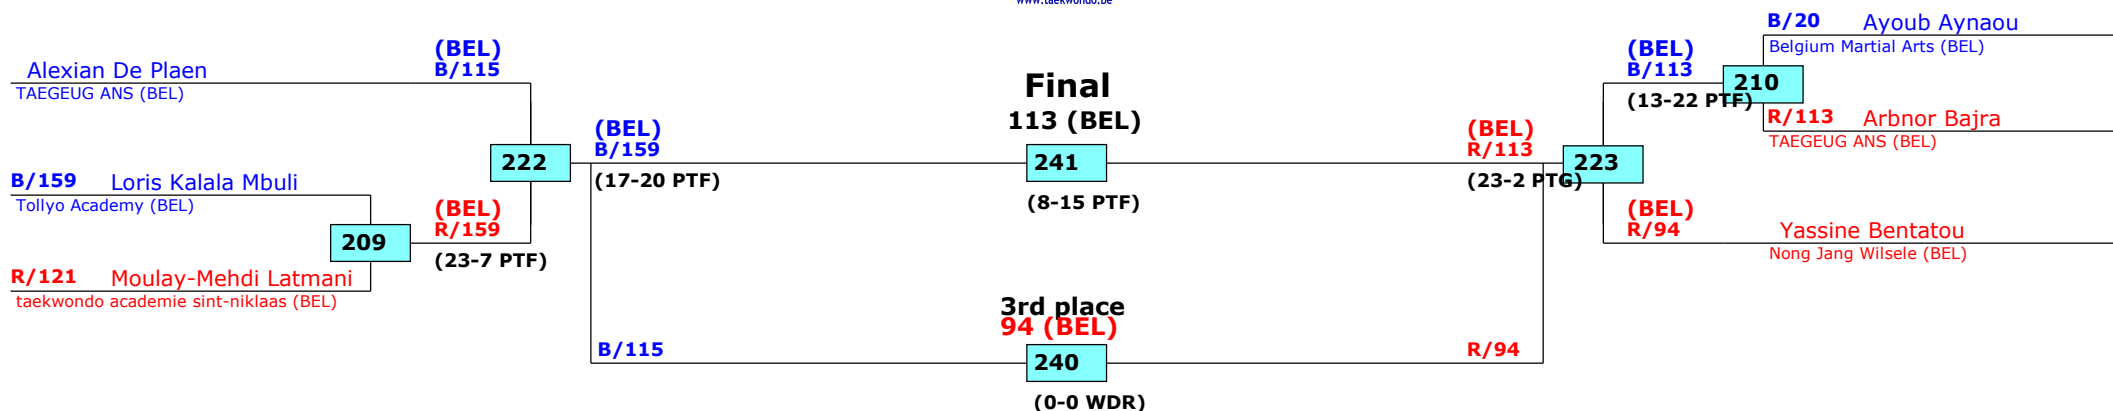 www.taekwondo.be
B/20 Ayoub Aynaou
Belgium Martial Arts (BEL)
(BEL)
B/115
Alexian De Plaen
TAEGEUG ANS (BEL)
Final
113 (BEL)
(BEL)
B/113
210
(13-22 PTF)
R/113 Arbnor Bajra
TAEGEUG ANS (BEL)
(BEL)
B/159
222
(17-20 PTF)
241
(8-15 PTF)
(BEL)
R/113
223
(23-2 PTG)
B/159 Loris Kalala Mbuli
Tollyo Academy (BEL)
(BEL)
R/159
209
(23-7 PTF)
R/121 Moulay-Mehdi Latmani
taekwondo academie sint-niklaas (BEL)
(BEL)
R/94
Yassine Bentatou
Nong Jang Wilsele (BEL)
3rd place
94 (BEL)
B/115
240
R/94
(0-0 WDR)